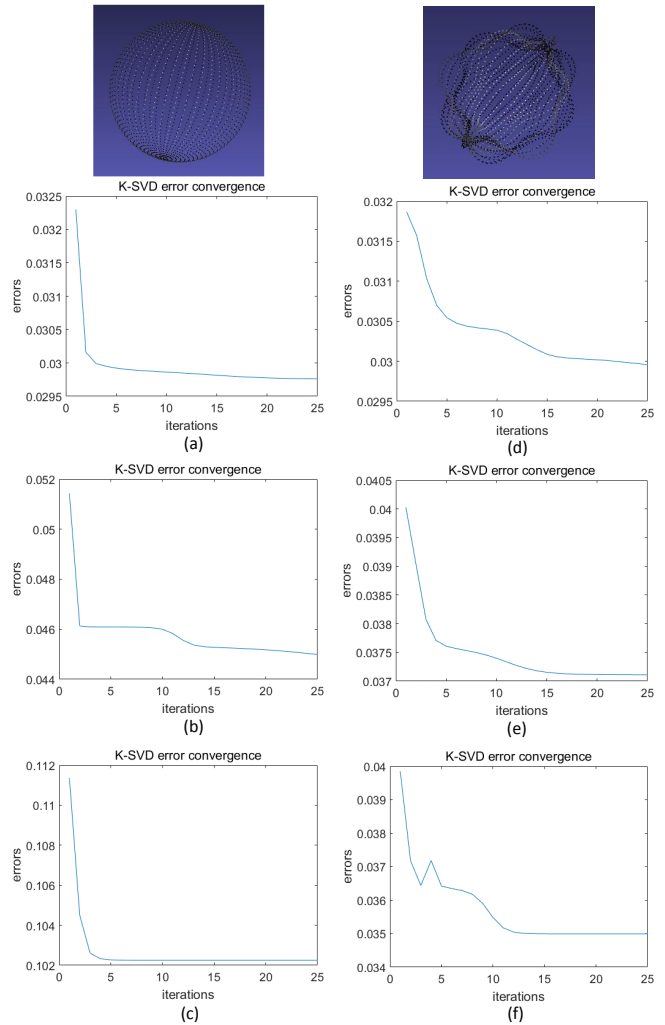 K-SVD error convergence
0.0325
0.032
0.0315
0.031
0.0305
0.03
0.0295
errors
0 5 10 15 20 25
iterations
(a)
K-SVD error convergence
0.032
0.0315
0.031
0.0305
0.03
0.0295
errors
0 5 10 15 20 25
iterations
(d)
K-SVD error convergence
0.052
0.05
0.048
0.046
0.044
errors
0 5 10 15 20 25
iterations
(b)
K-SVD error convergence
0.0405
0.04
0.0395
0.039
0.0385
0.038
0.0375
0.037
errors
0 5 10 15 20 25
iterations
(e)
K-SVD error convergence
0.112
0.11
0.108
0.106
0.104
0.102
errors
0 5 10 15 20 25
iterations
(c)
K-SVD error convergence
0.04
0.039
0.038
0.037
0.036
0.035
0.034
errors
0 5 10 15 20 25
iterations
(f)